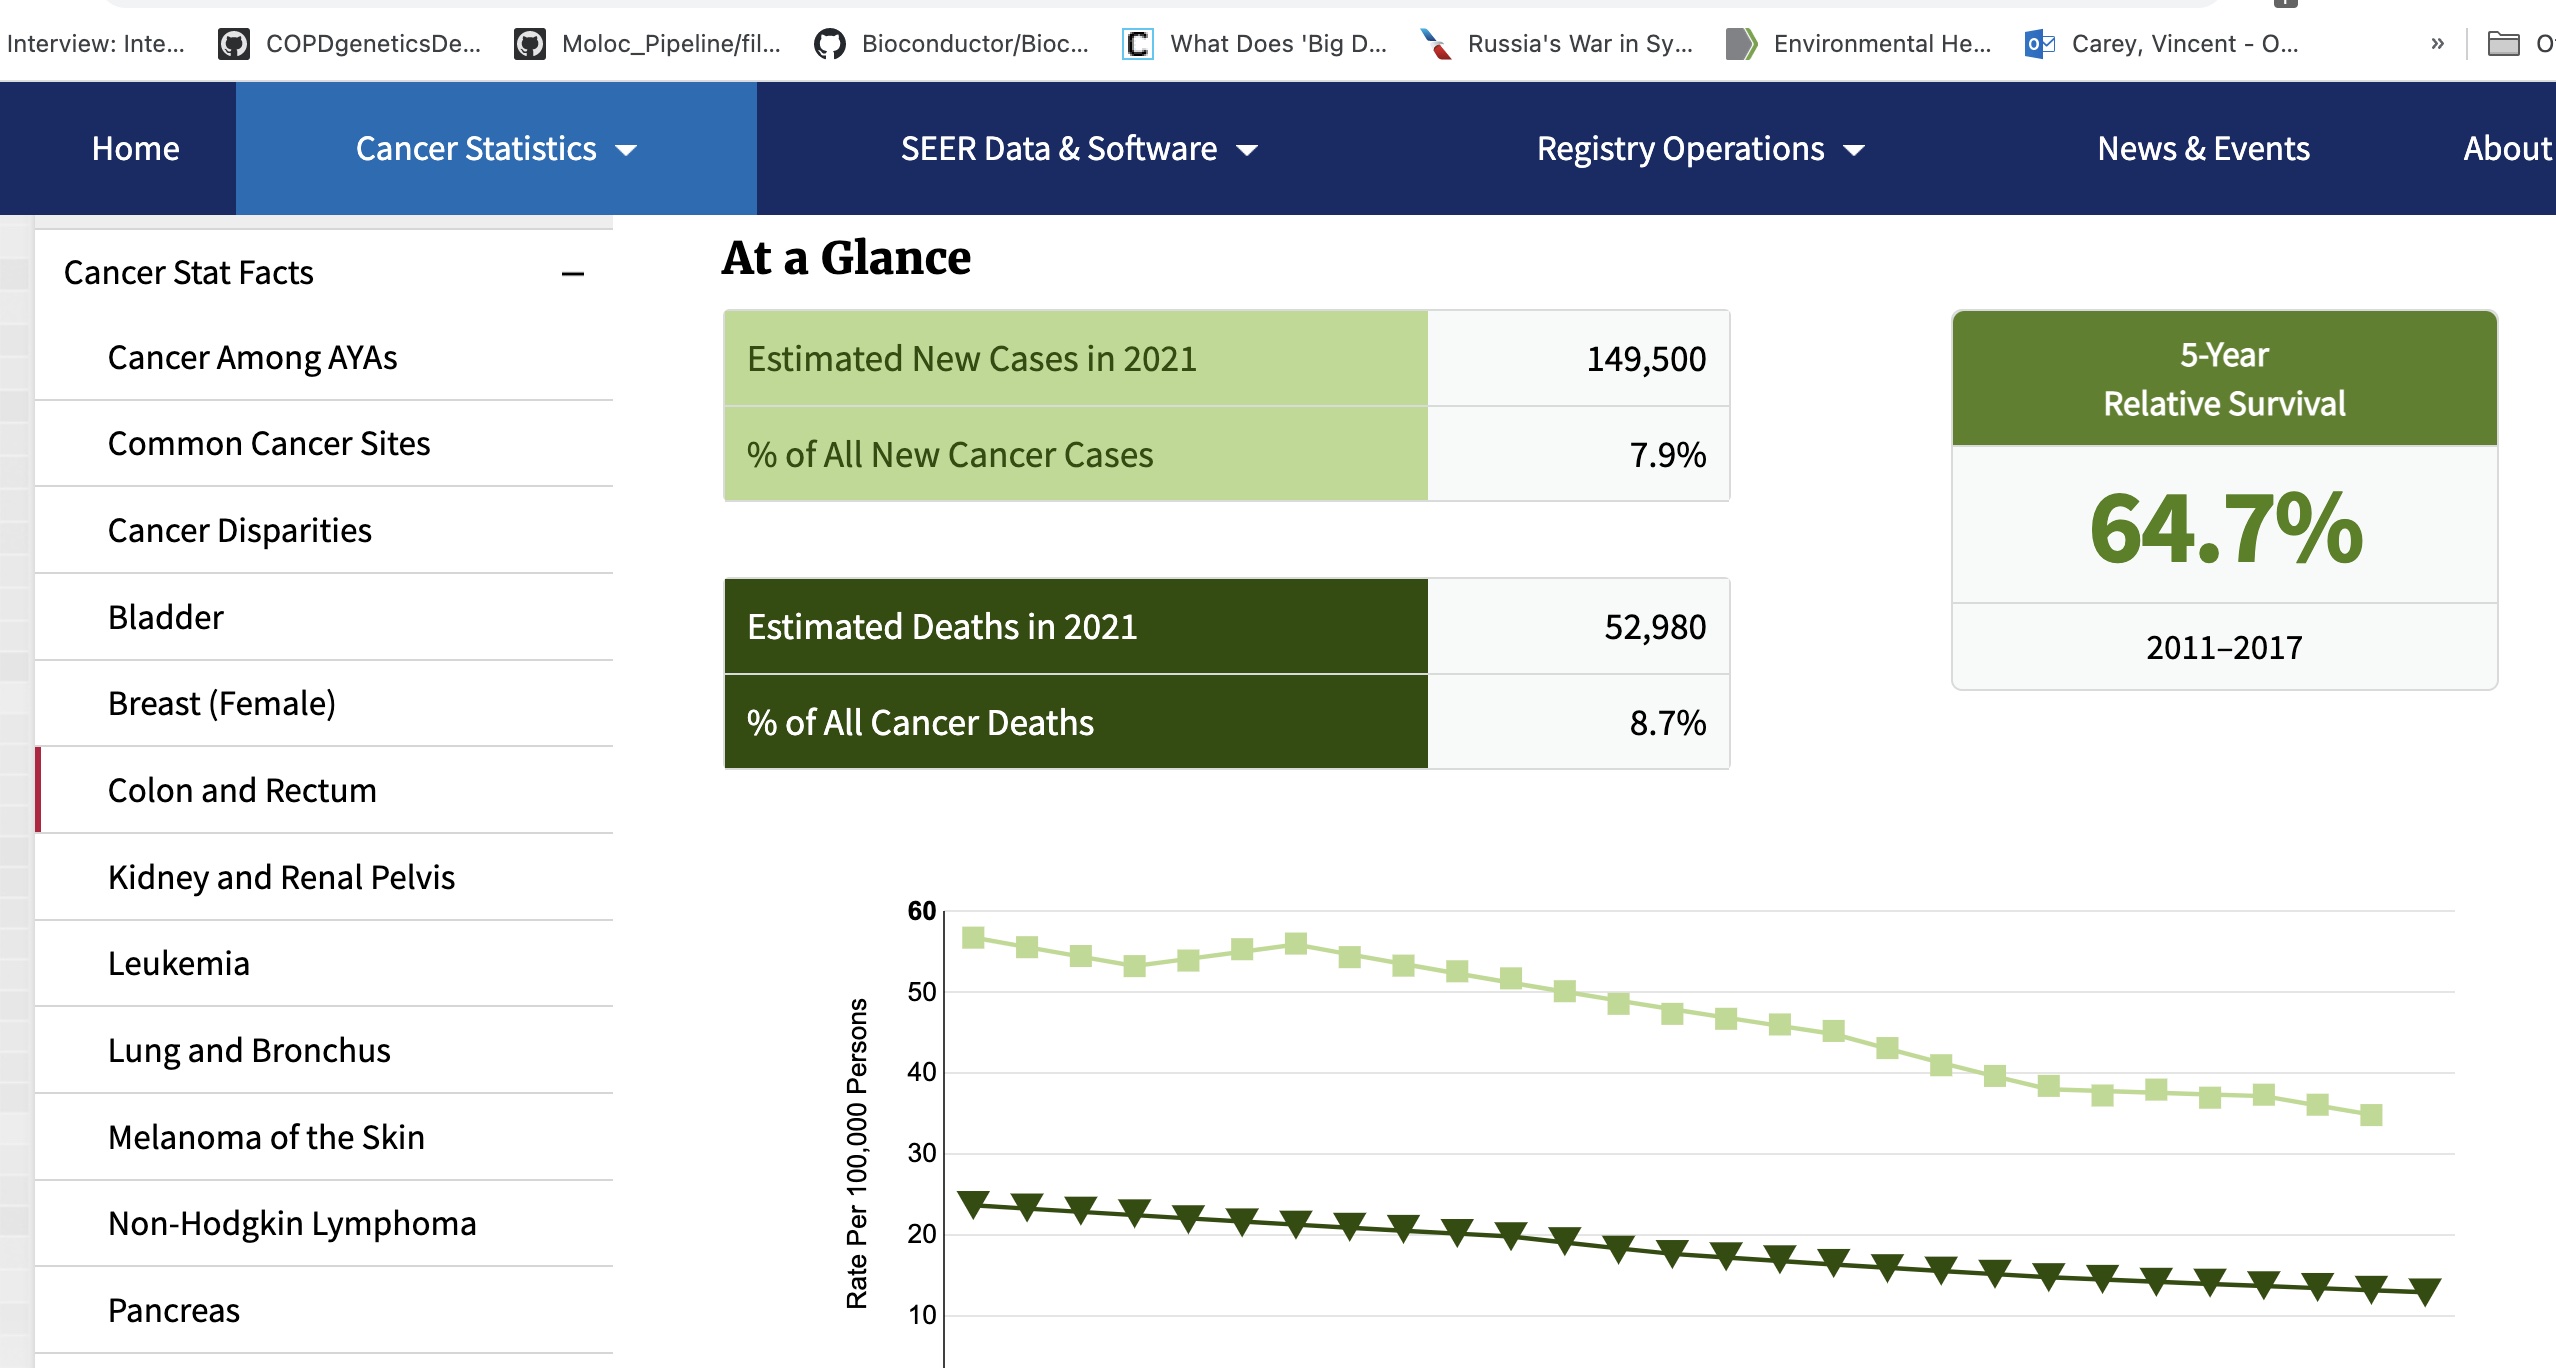 Interview: Inte...
COPDgeneticsDe...
Moloc_Pipeline/fil...
Bioconductor/Bioc...
What Does 'Big D...
Russia's War in Sy...
Environmental He...
Carey, Vincent - O...
»
Home
Cancer Statistics
SEER Data & Software
Registry Operations
News & Events
About
Cancer Stat Facts
Cancer Among AYAs
Common Cancer Sites
Cancer Disparities
Bladder
Breast (Female)
Colon and Rectum
Kidney and Renal Pelvis
Leukemia
Lung and Bronchus
Melanoma of the Skin
Non-Hodgkin Lymphoma
Pancreas
At a Glance
Estimated New Cases in 2021 149,500
% of All New Cancer Cases 7.9%
Estimated Deaths in 2021 52,980
% of All Cancer Deaths 8.7%
5-Year
Relative Survival
64.7%
2011–2017
Rate Per 100,000 Persons
60
50
40
30
20
10